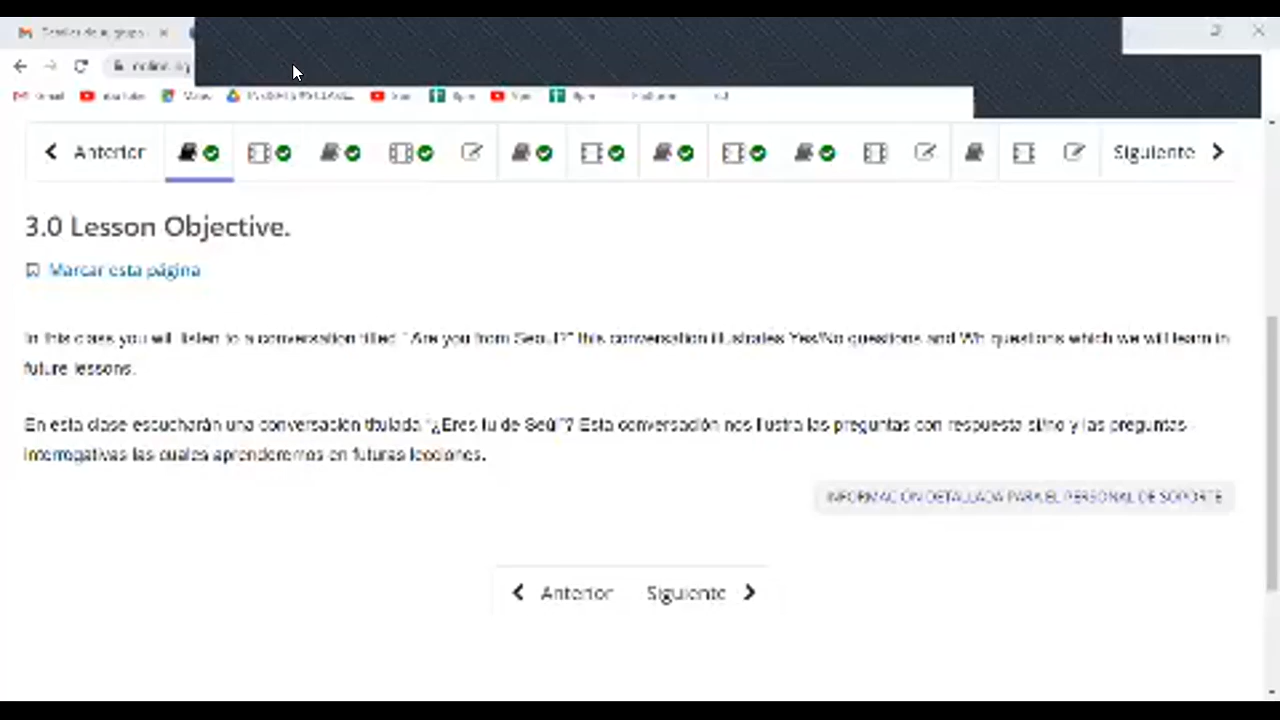 Gmail YouTube Maps
Anterior Siguiente
3.0 Lesson Objective.
Marcar esta página
In this class you will listen to a conversation titled " Are you from Seoul?" this conversation illustrates Yes/No questions and Wh questions which we will learn in
future lessons.
En esta clase escucharán una conversación titulada "¿Eres tu de Seúl"? Esta conversación nos ilustra las preguntas con respuesta si/no y las preguntas
interrogativas las cuales aprenderemos en futuras lecciones.
INFORMACIÓN DETALLADA PARA EL PERSONAL DE SOPORTE
Anterior Siguiente